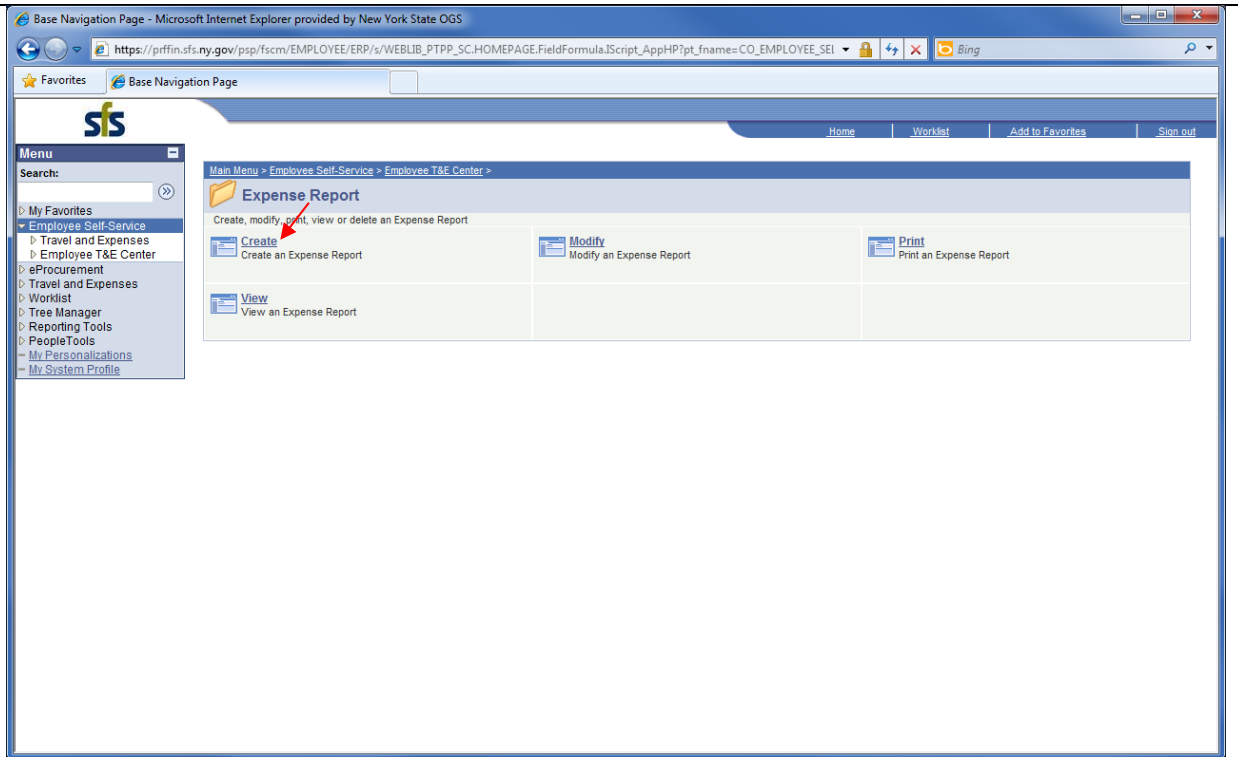 Base Navigation Page - Microsoft Internet Explorer provided by New York State OGS
https://prffin.sfs.ny.gov/psp/fscm/EMPLOYEE/ERP/s/WEBLIB_PTPP_SC.HOMEPAGE.FieldFormula.IScript_AppHP?pt_fname=CO_EMPLOYEE_SEL
Bing
Favorites
Base Navigation Page
sfs
Home
Worklist
Add to Favorites
Sign out
Menu
Search:
My Favorites
Employee Self-Service
Travel and Expenses
Employee T&E Center
eProcurement
Travel and Expenses
Worklist
Tree Manager
Reporting Tools
PeopleTools
My Personalizations
My System Profile
Main Menu > Employee Self-Service > Employee T&E Center >
Expense Report
Create, modify, print, view or delete an Expense Report
Create
Create an Expense Report
Modify
Modify an Expense Report
Print
Print an Expense Report
View
View an Expense Report